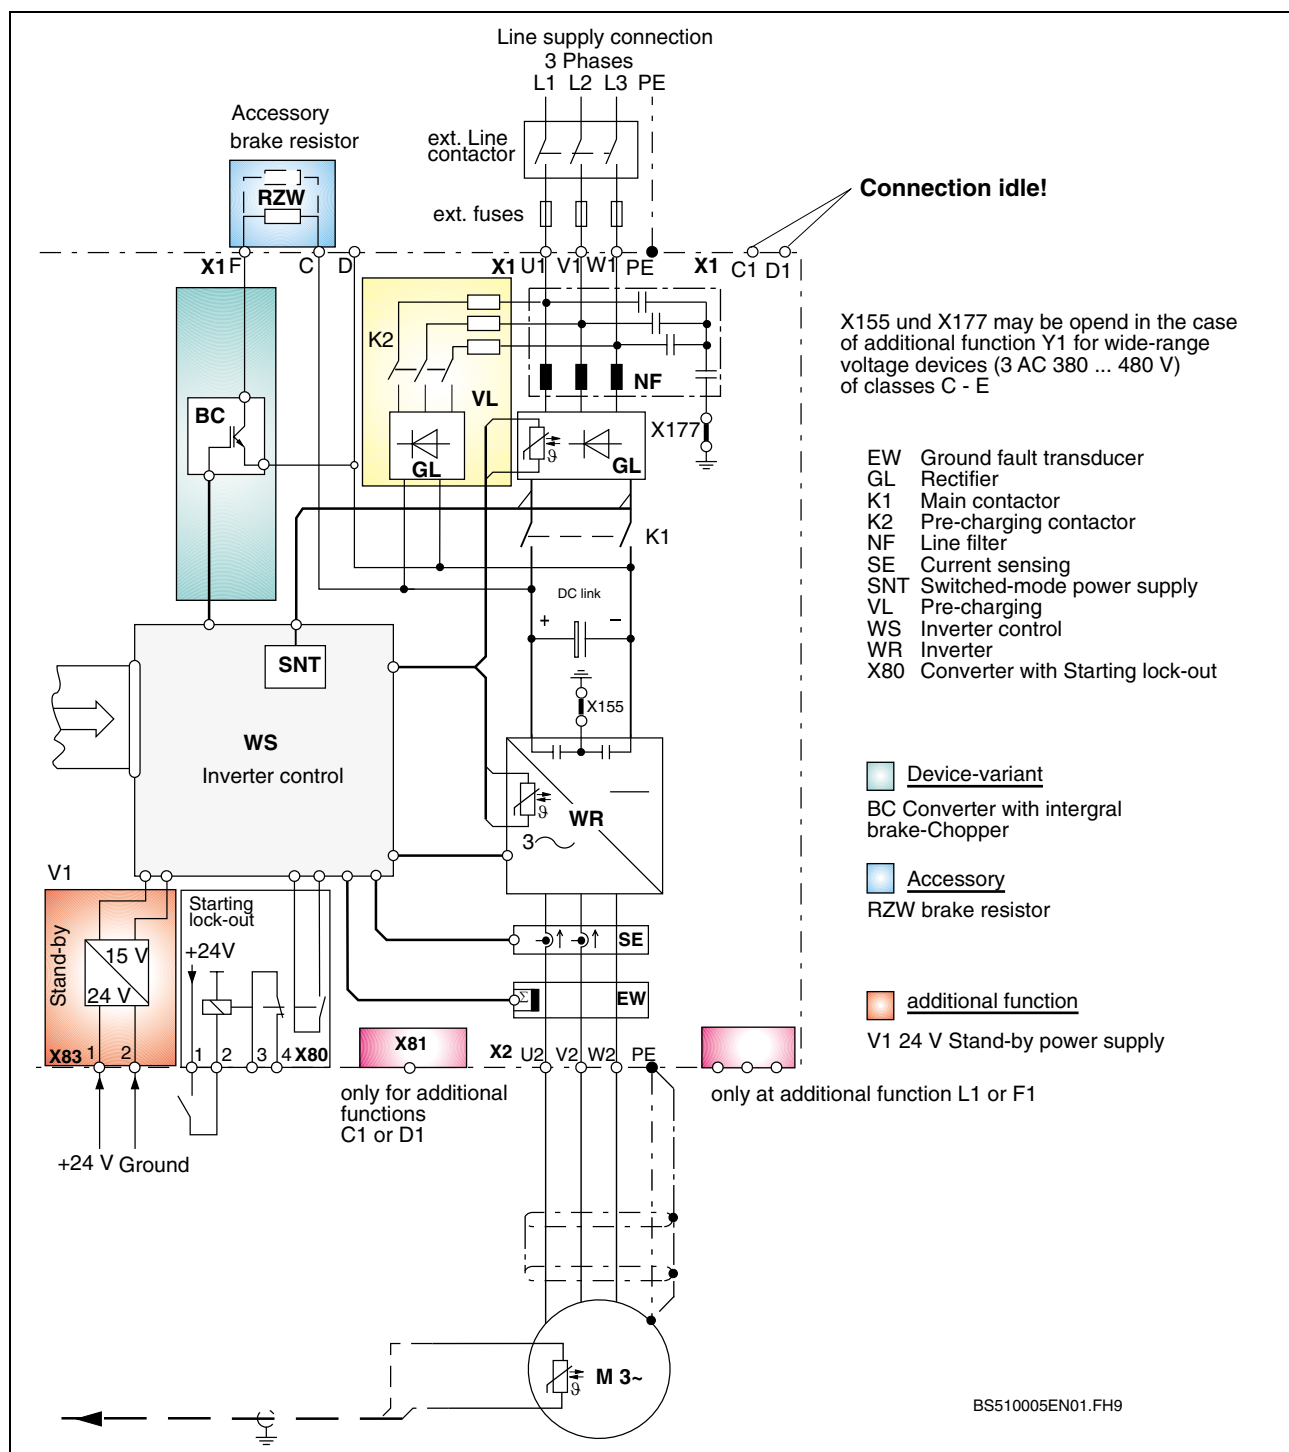 Line supply connection
3 Phases
L1 L2 L3 PE
Accessory
brake resistor
ext. Line
contactor
RZW
ext. fuses
Connection idle!
X1 F C D X1 U1 V1 W1 PE X1 C1 D1
K2
VL
NF
X155 und X177 may be opend in the case
of additional function Y1 for wide-range
voltage devices (3 AC 380 ... 480 V)
of classes C - E
BC
GL
ϑ
GL
X177
EW Ground fault transducer
GL Rectifier
K1 Main contactor
K2 Pre-charging contactor
NF Line filter
SE Current sensing
SNT Switched-mode power supply
VL Pre-charging
WS Inverter control
WR Inverter
X80 Converter with Starting lock-out
K1
DC link
+ −
SNT
X155
WS
Inverter control
ϑ
WR
3
Device-variant
BC Converter with intergral
brake-Chopper
Accessory
RZW brake resistor
additional function
V1 24 V Stand-by power supply
V1
Stand-by
15 V
24 V
X83 1 2
Starting
lock-out
+24V
1 2 3 4 X80
SE
Σ
EW
X81
X2 U2 V2 W2 PE
only for additional
functions
C1 or D1
only at additional function L1 or F1
+24 V Ground
M 3~
ϑ
BS510005EN01.FH9